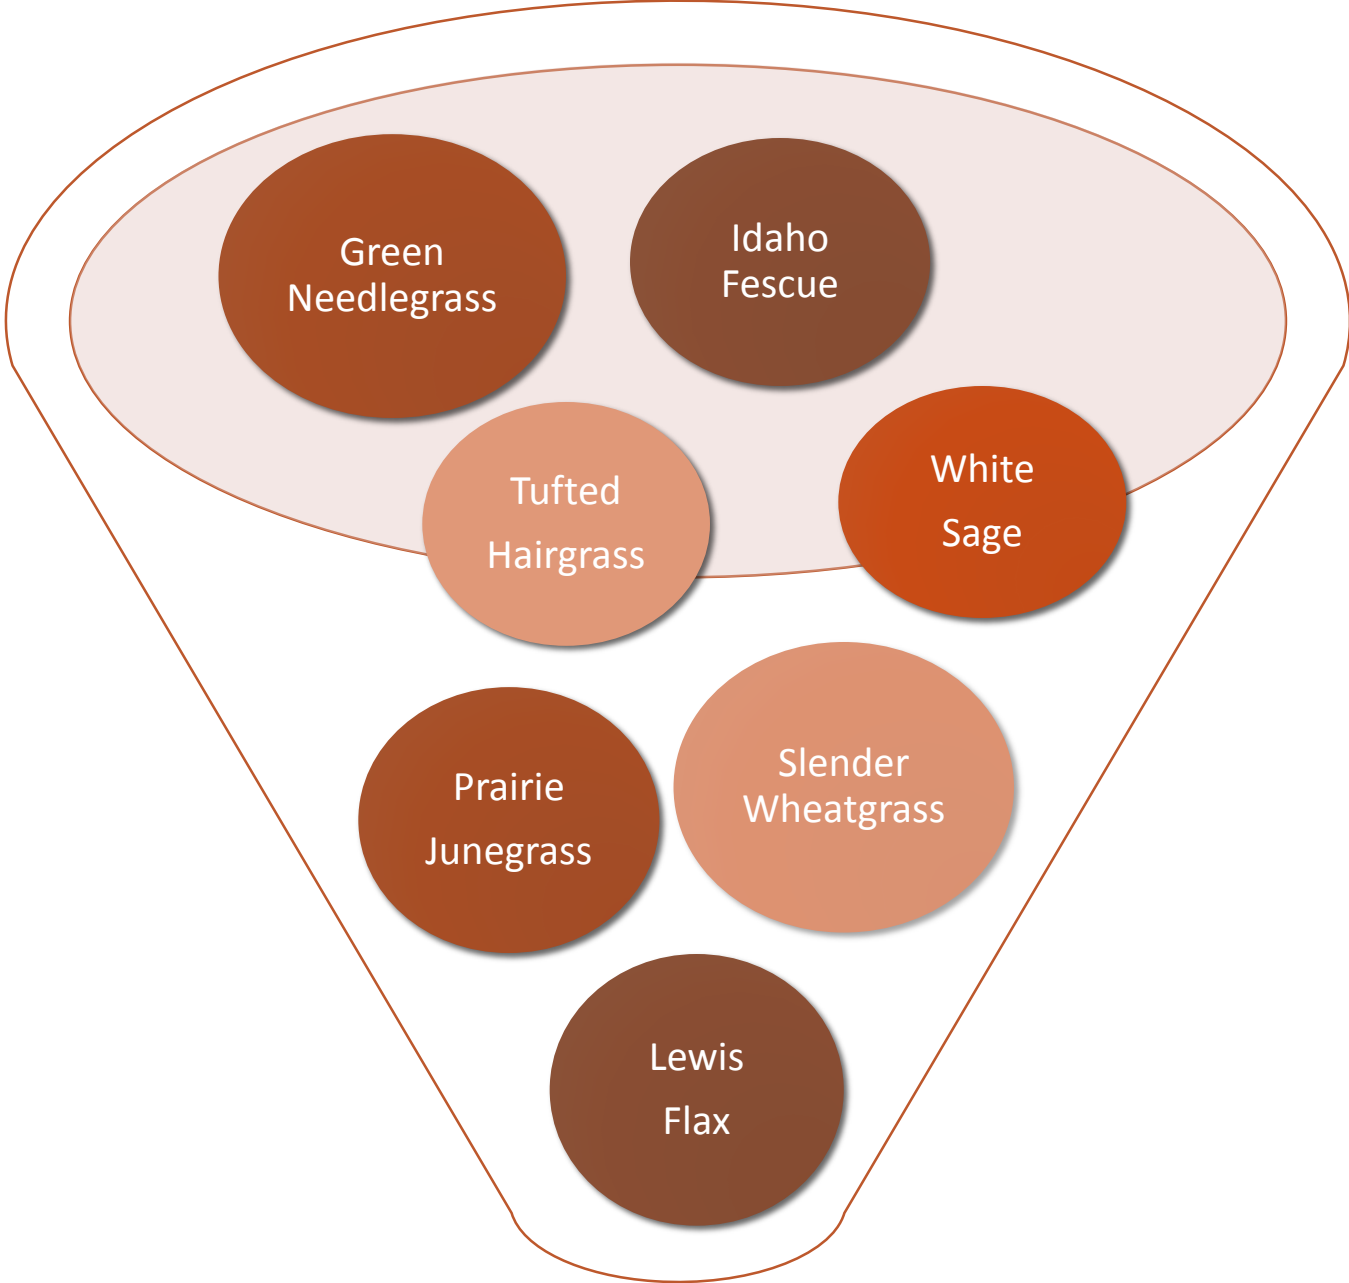 Green
Needlegrass
Idaho
Fescue
Tufted
Hairgrass
White
Sage
Prairie
Junegrass
Slender
Wheatgrass
Lewis
Flax